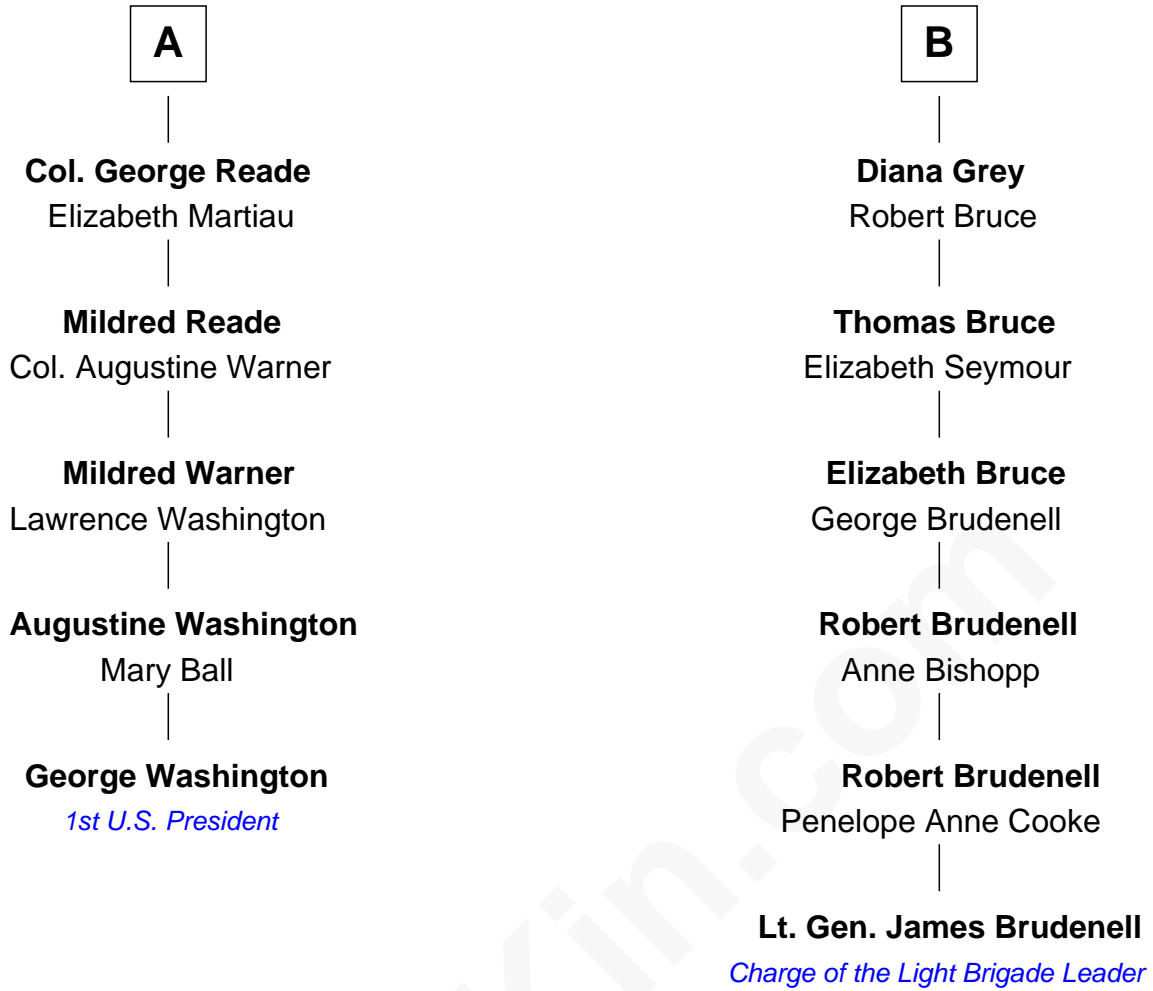 A
Col. George Reade
Elizabeth Martiau
Mildred Reade
Col. Augustine Warner
Mildred Warner
Lawrence Washington
Augustine Washington
Mary Ball
George Washington
1st U.S. President
B
Diana Grey
Robert Bruce
Thomas Bruce
Elizabeth Seymour
Elizabeth Bruce
George Brudenell
Robert Brudenell
Anne Bishopp
Robert Brudenell
Penelope Anne Cooke
Lt. Gen. James Brudenell
Charge of the Light Brigade Leader
Kin.com